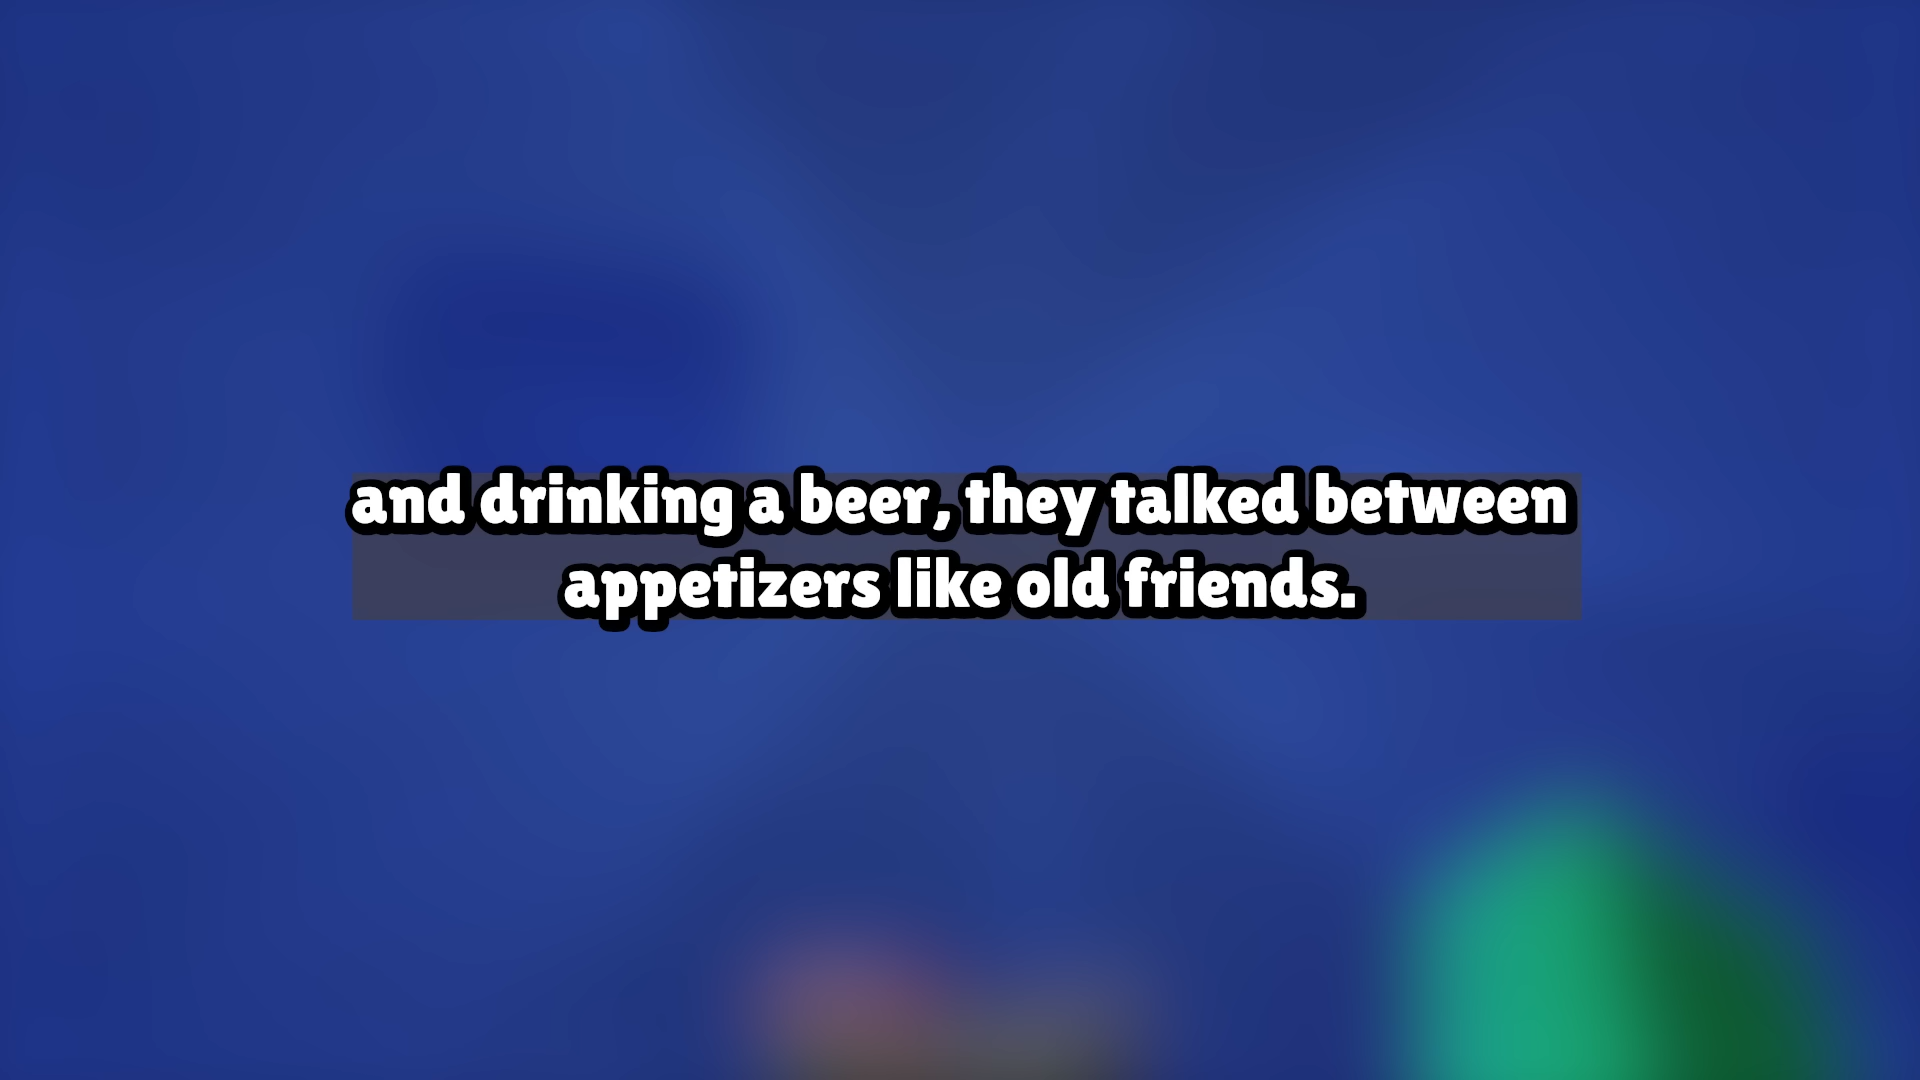 and drinking a beer, they talked between
appetizers like old friends.